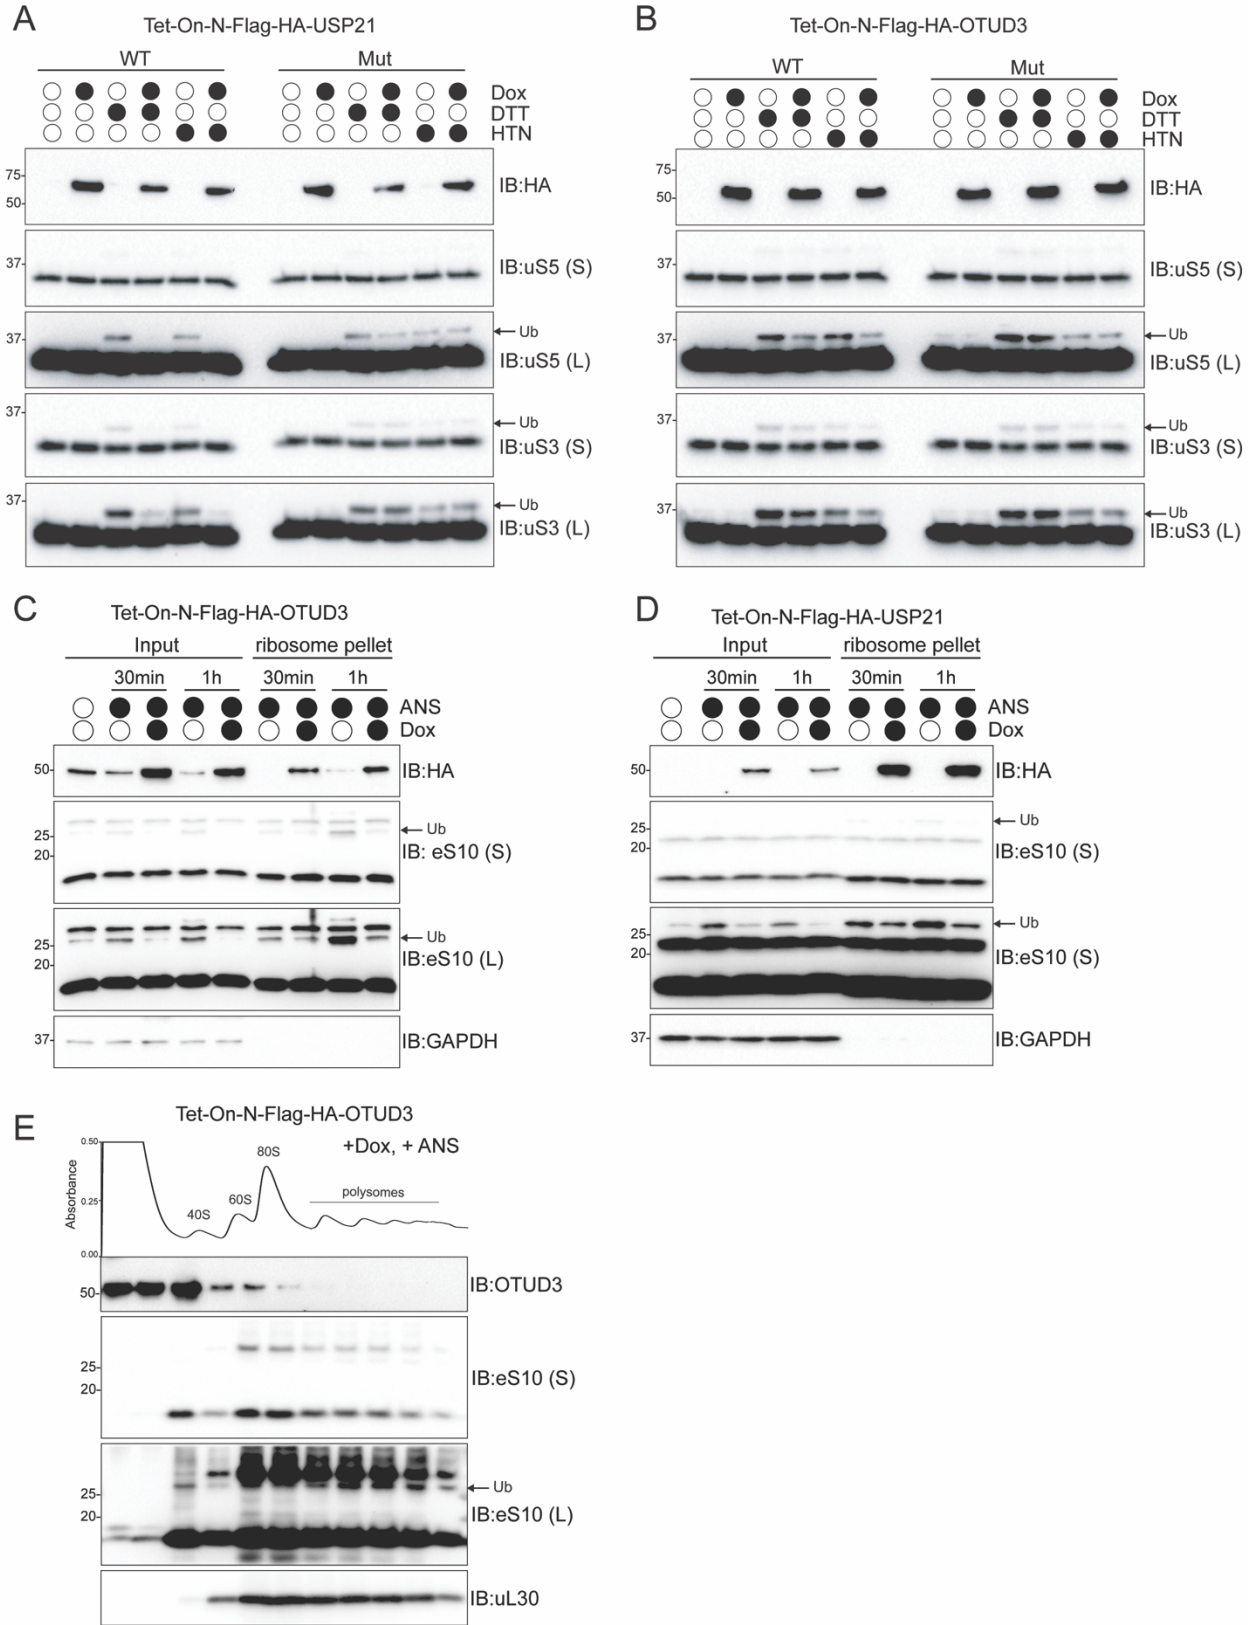 A
Tet-On-N-Flag-HA-USP21
WT
Mut
Dox
DTT
HTN
75-
50-
IB:HA
37-
IB:uS5 (S)
37-
Ub
IB:uS5 (L)
37-
Ub
IB:uS3 (S)
37-
Ub
IB:uS3 (L)
B
Tet-On-N-Flag-HA-OTUD3
WT
Mut
Dox
DTT
HTN
75-
50-
IB:HA
37-
IB:uS5 (S)
37-
Ub
IB:uS5 (L)
37-
Ub
IB:uS3 (S)
37-
Ub
IB:uS3 (L)
C
Tet-On-N-Flag-HA-OTUD3
Input
ribosome pellet
30min
1h
30min
1h
ANS
Dox
50-
IB:HA
25-
20-
Ub
IB: eS10 (S)
25-
20-
Ub
IB:eS10 (L)
37-
IB:GAPDH
D
Tet-On-N-Flag-HA-USP21
Input
ribosome pellet
30min
1h
30min
1h
ANS
Dox
50-
IB:HA
25-
20-
Ub
IB:eS10 (S)
25-
20-
Ub
IB:eS10 (S)
37-
IB:GAPDH
E
Tet-On-N-Flag-HA-OTUD3
+Dox, + ANS
Absorbance
0.50
0.25
0.00
40S
60S
80S
polysomes
50-
IB:OTUD3
25-
20-
IB:eS10 (S)
25-
20-
Ub
IB:eS10 (L)
IB:uL30